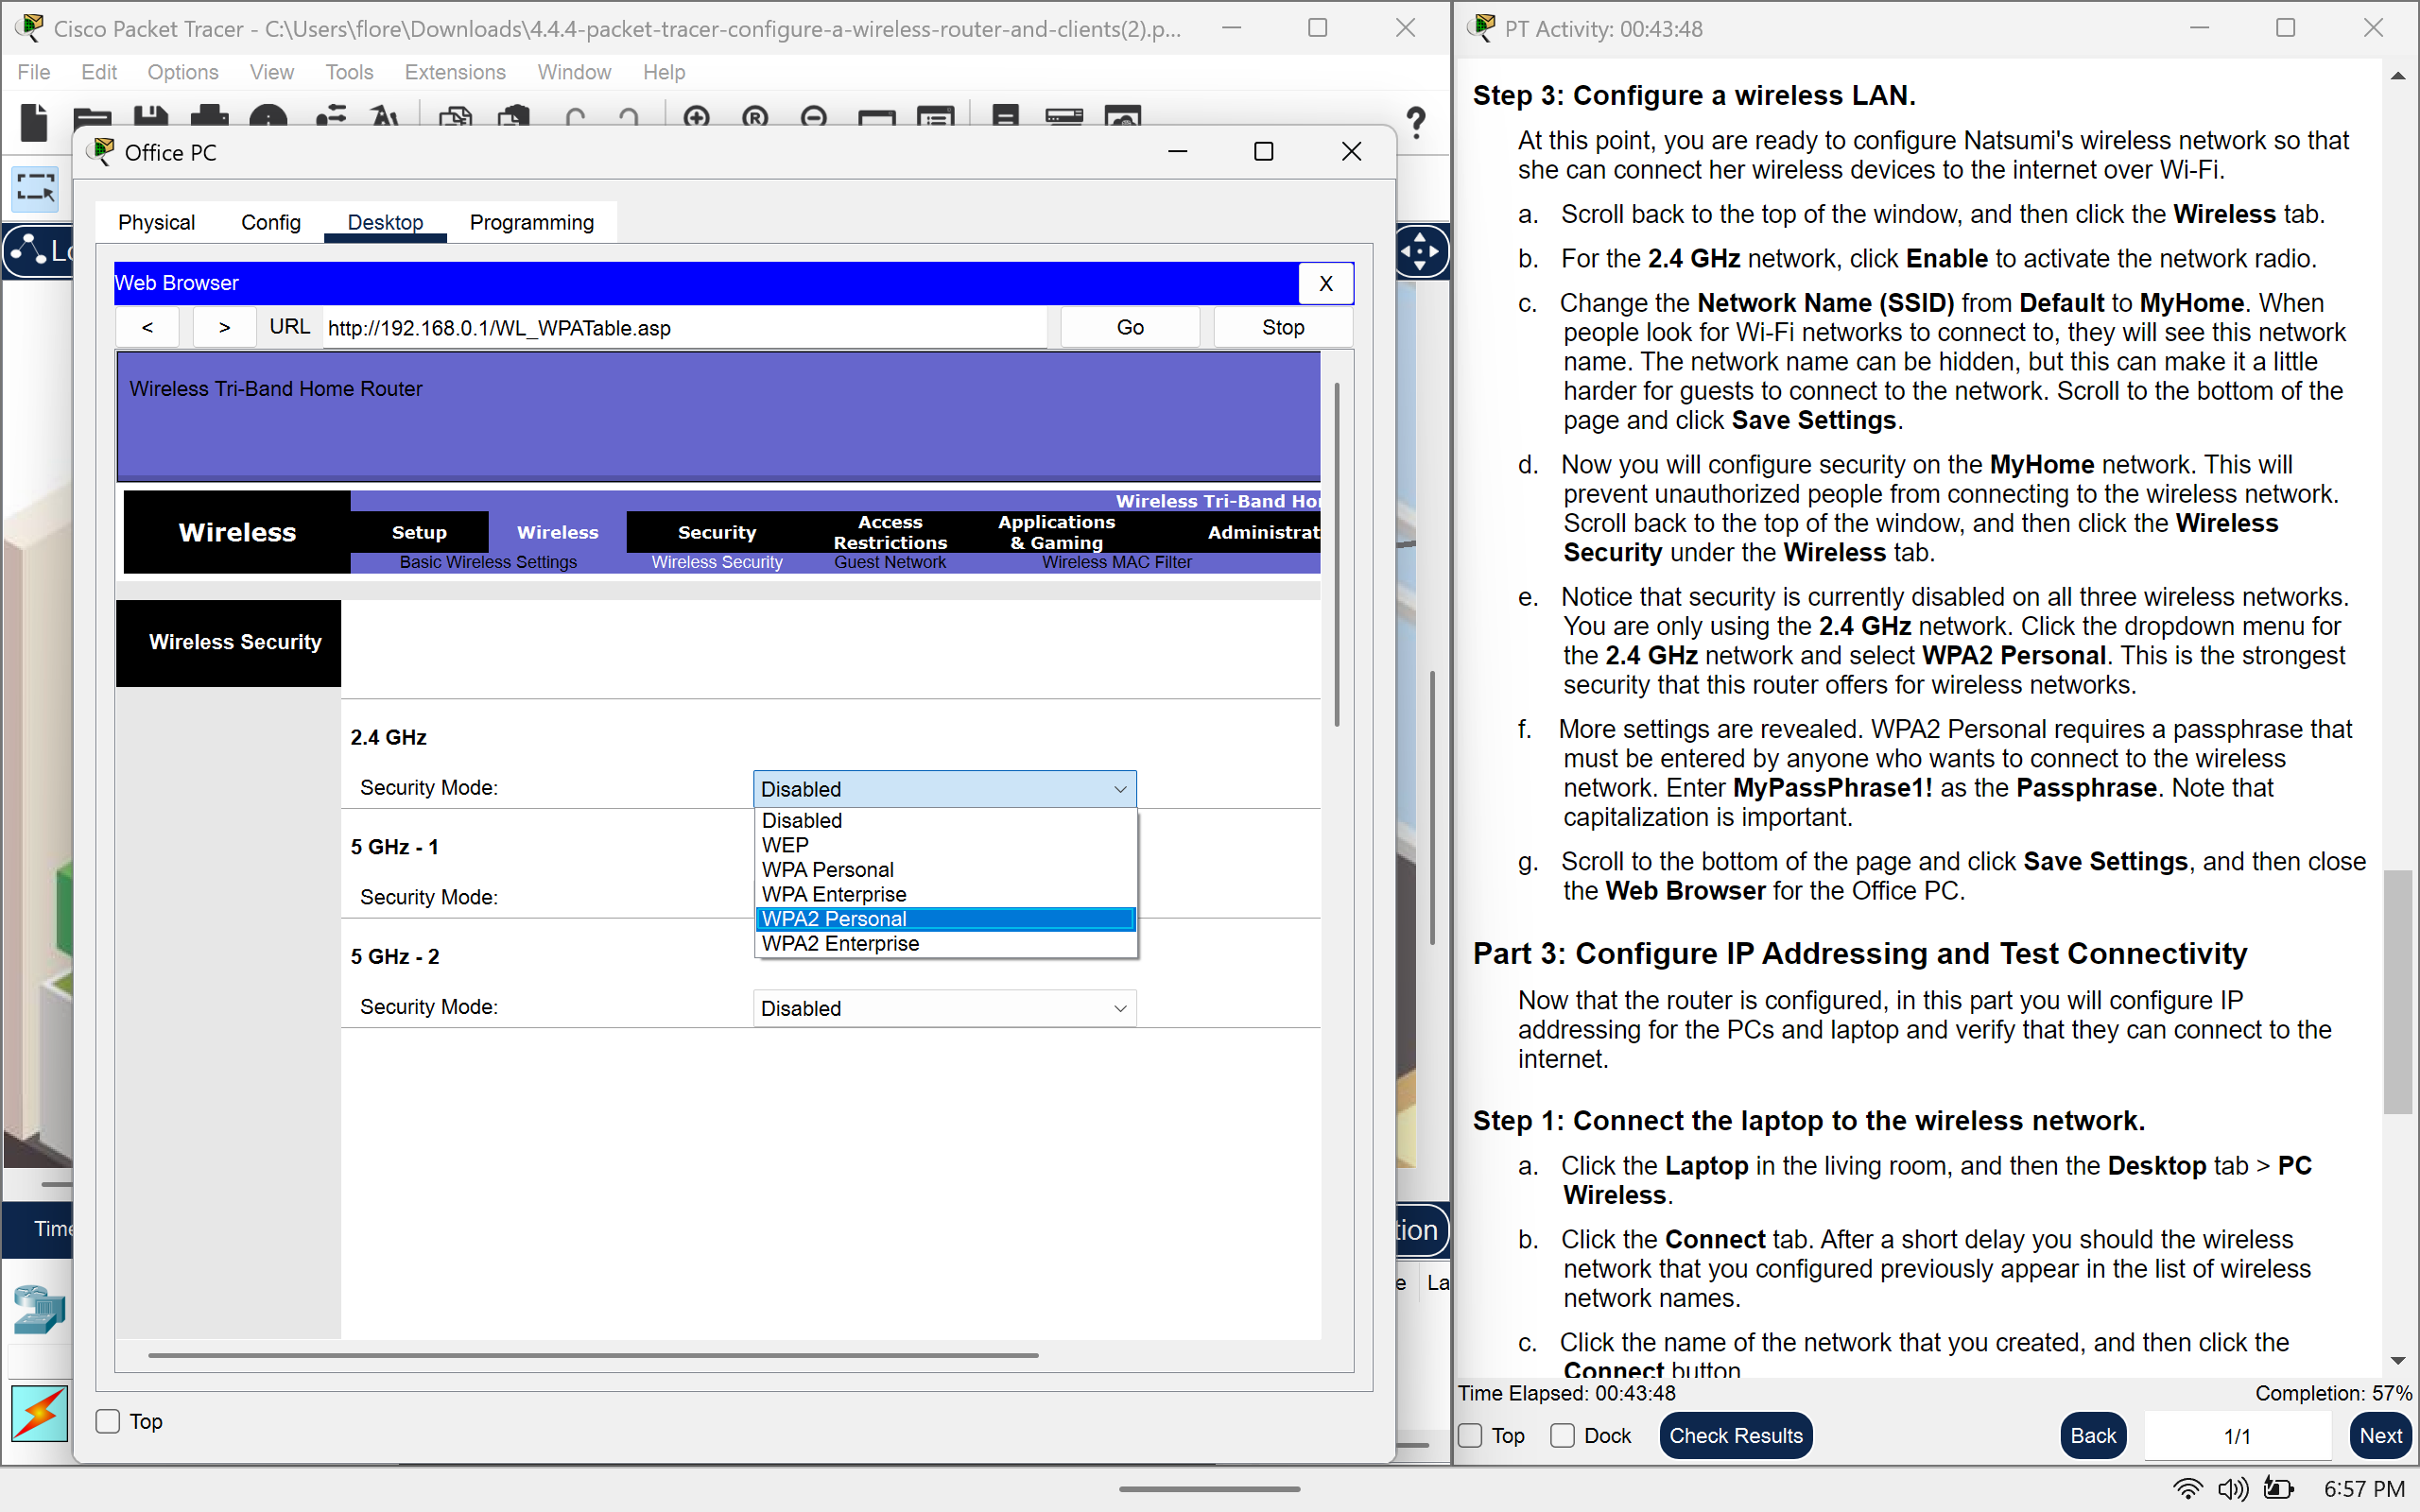 Cisco Packet Tracer - C:\Users\flore\Downloads\4.4.4-packet-tracer-configure-a-wireless-router-and-clients(2).p...
File Edit Options View Tools Extensions Window Help
Office PC
Physical Config Desktop Programming
Web Browser X
< > URL http://192.168.0.1/WL_WPATable.asp Go Stop
Wireless Tri-Band Home Router
Wireless Tri-Band Ho
Wireless Setup Wireless Security Access Restrictions Applications & Gaming Administrat
Basic Wireless Settings Wireless Security Guest Network Wireless MAC Filter
Wireless Security
2.4 GHz
Security Mode: Disabled
Disabled
WEP
WPA Personal
WPA Enterprise
WPA2 Personal
WPA2 Enterprise
5 GHz - 1
Security Mode:
5 GHz - 2
Security Mode: Disabled
Top
Time
tion
e La
PT Activity: 00:43:48
Step 3: Configure a wireless LAN.
At this point, you are ready to configure Natsumi's wireless network so that
she can connect her wireless devices to the internet over Wi-Fi.
a. Scroll back to the top of the window, and then click the Wireless tab.
b. For the 2.4 GHz network, click Enable to activate the network radio.
c. Change the Network Name (SSID) from Default to MyHome. When
people look for Wi-Fi networks to connect to, they will see this network
name. The network name can be hidden, but this can make it a little
harder for guests to connect to the network. Scroll to the bottom of the
page and click Save Settings.
d. Now you will configure security on the MyHome network. This will
prevent unauthorized people from connecting to the wireless network.
Scroll back to the top of the window, and then click the Wireless
Security under the Wireless tab.
e. Notice that security is currently disabled on all three wireless networks.
You are only using the 2.4 GHz network. Click the dropdown menu for
the 2.4 GHz network and select WPA2 Personal. This is the strongest
security that this router offers for wireless networks.
f. More settings are revealed. WPA2 Personal requires a passphrase that
must be entered by anyone who wants to connect to the wireless
network. Enter MyPassPhrase1! as the Passphrase. Note that
capitalization is important.
g. Scroll to the bottom of the page and click Save Settings, and then close
the Web Browser for the Office PC.
Part 3: Configure IP Addressing and Test Connectivity
Now that the router is configured, in this part you will configure IP
addressing for the PCs and laptop and verify that they can connect to the
internet.
Step 1: Connect the laptop to the wireless network.
a. Click the Laptop in the living room, and then the Desktop tab > PC
Wireless.
b. Click the Connect tab. After a short delay you should the wireless
network that you configured previously appear in the list of wireless
network names.
c. Click the name of the network that you created, and then click the
Connect button
Time Elapsed: 00:43:48 Completion: 57%
Top Dock Check Results Back 1/1 Next
6:57 PM